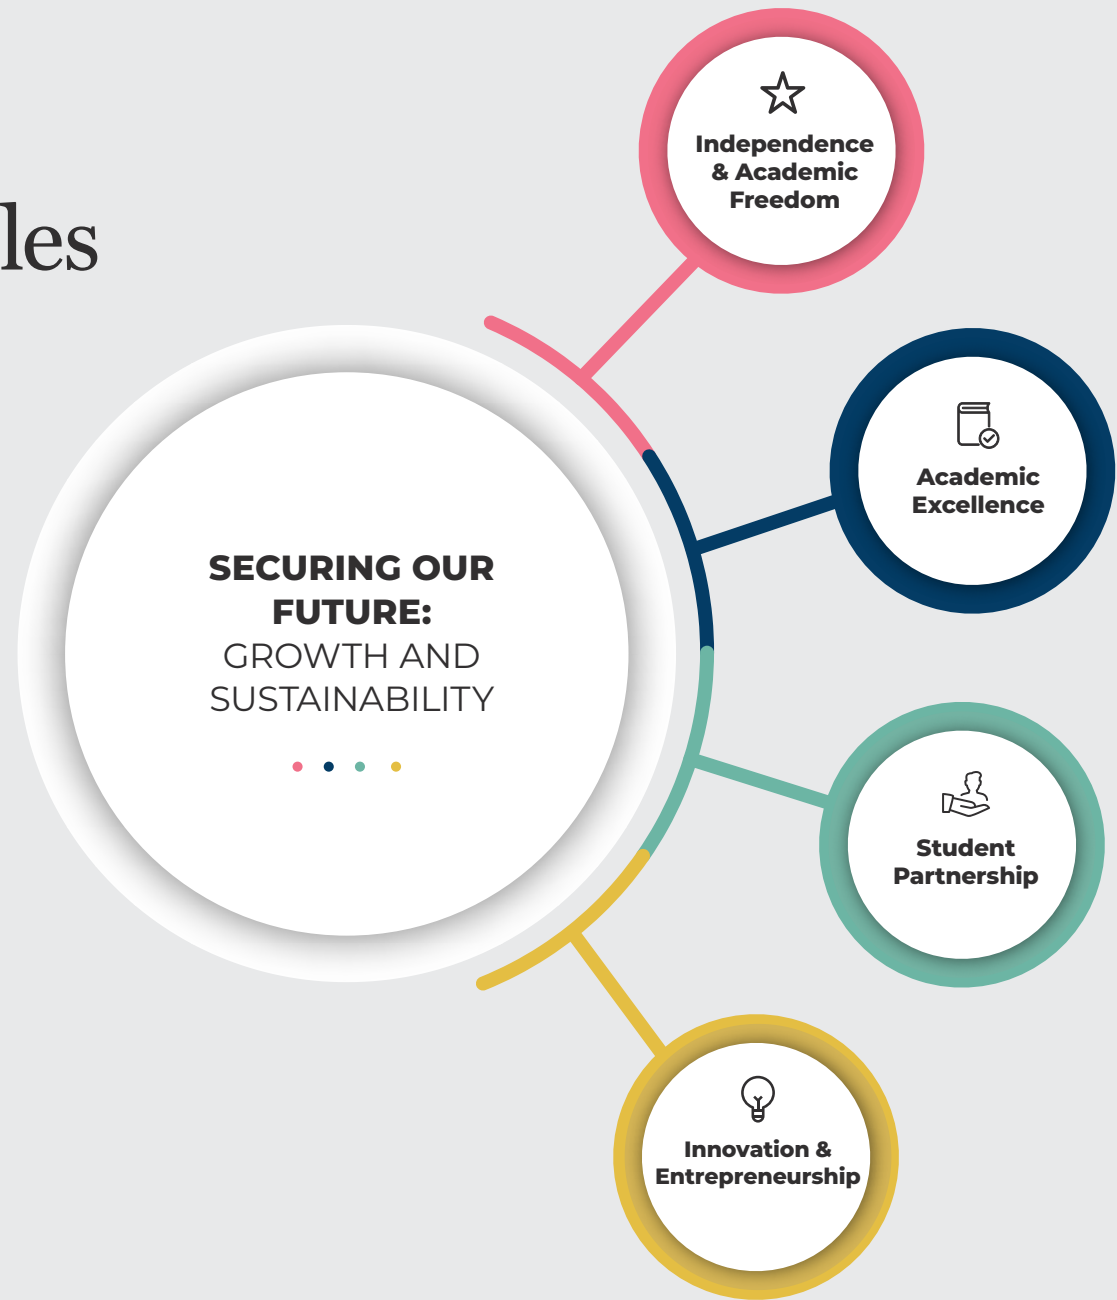 Independence
& Academic
Freedom
les
Academic
Excellence
SECURING OUR
FUTURE:
GROWTH AND
SUSTAINABILITY
Student
Partnership
Innovation &
Entrepreneurship